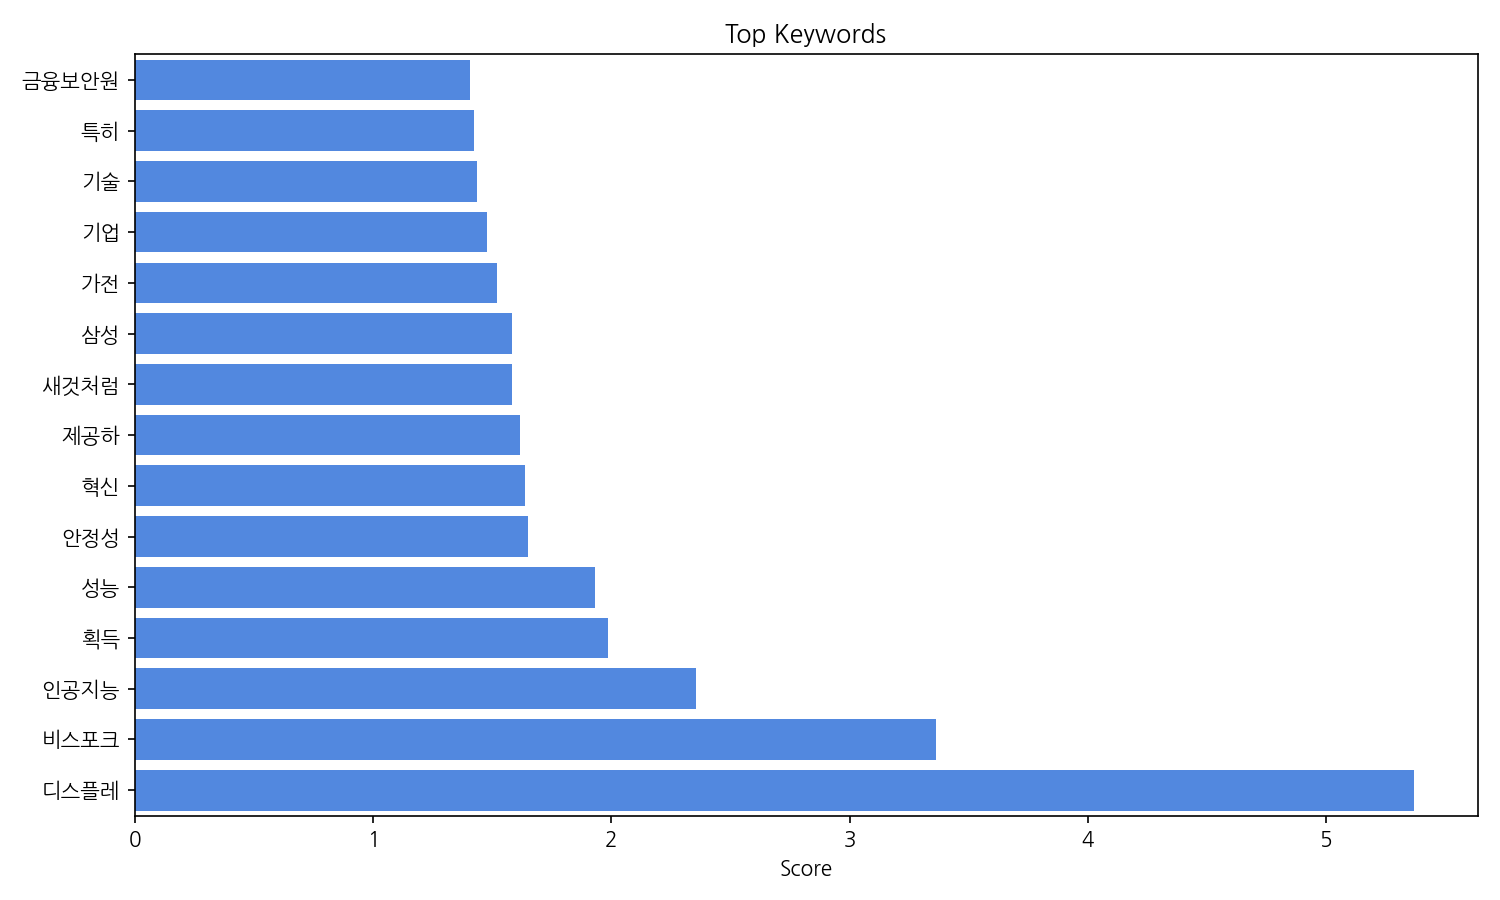 Top Keywords
금융보안원
특히
기술
기업
가전
삼성
새것처럼
제공하
혁신
안정성
성능
획득
인공지능
비스포크
디스플레
0 1 2 3 4 5
Score